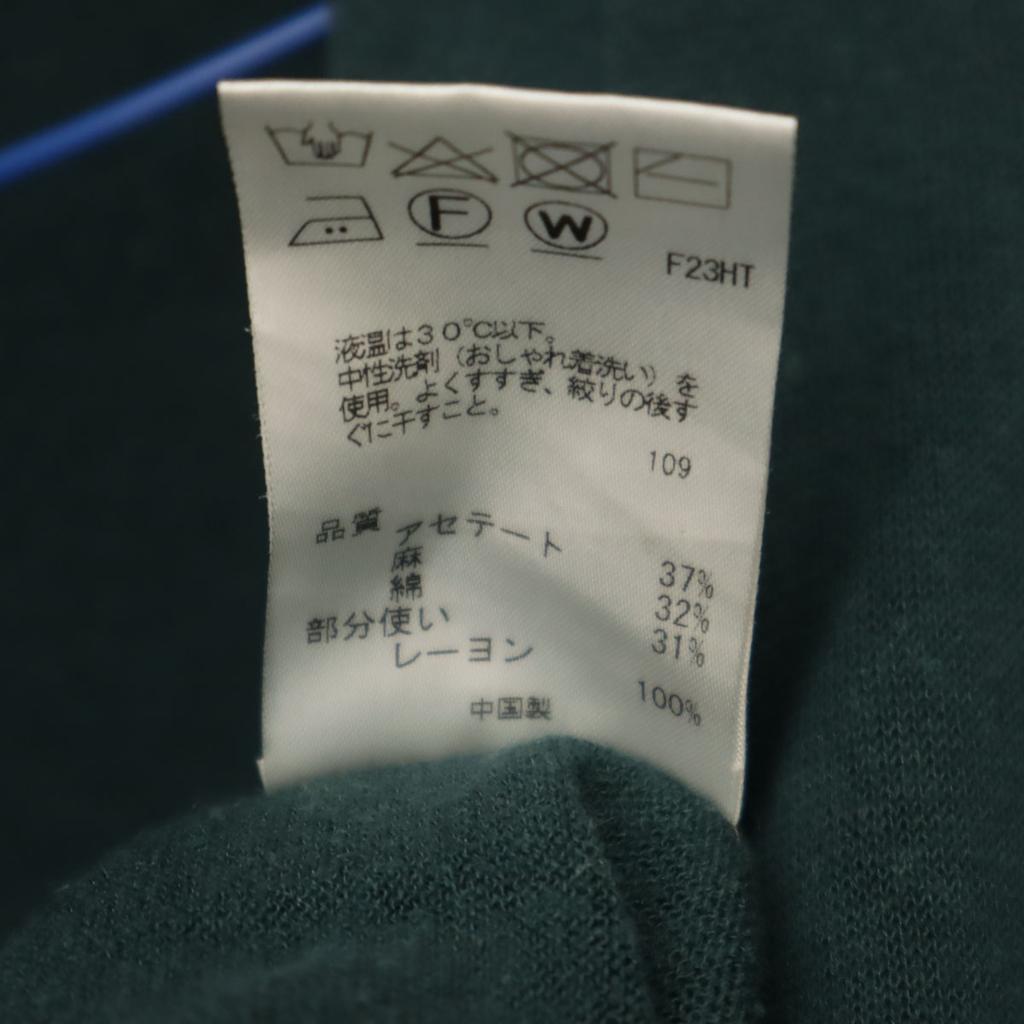 F W
F23HT
液温は30℃以下。
中性洗剤（おしゃれ着洗い）を
使用。よくすすぎ、絞りの後す
ぐに干すこと。
109
品質 アセテート 37%
麻 32%
綿 31%
部分使い
レーヨン 100%
中国製